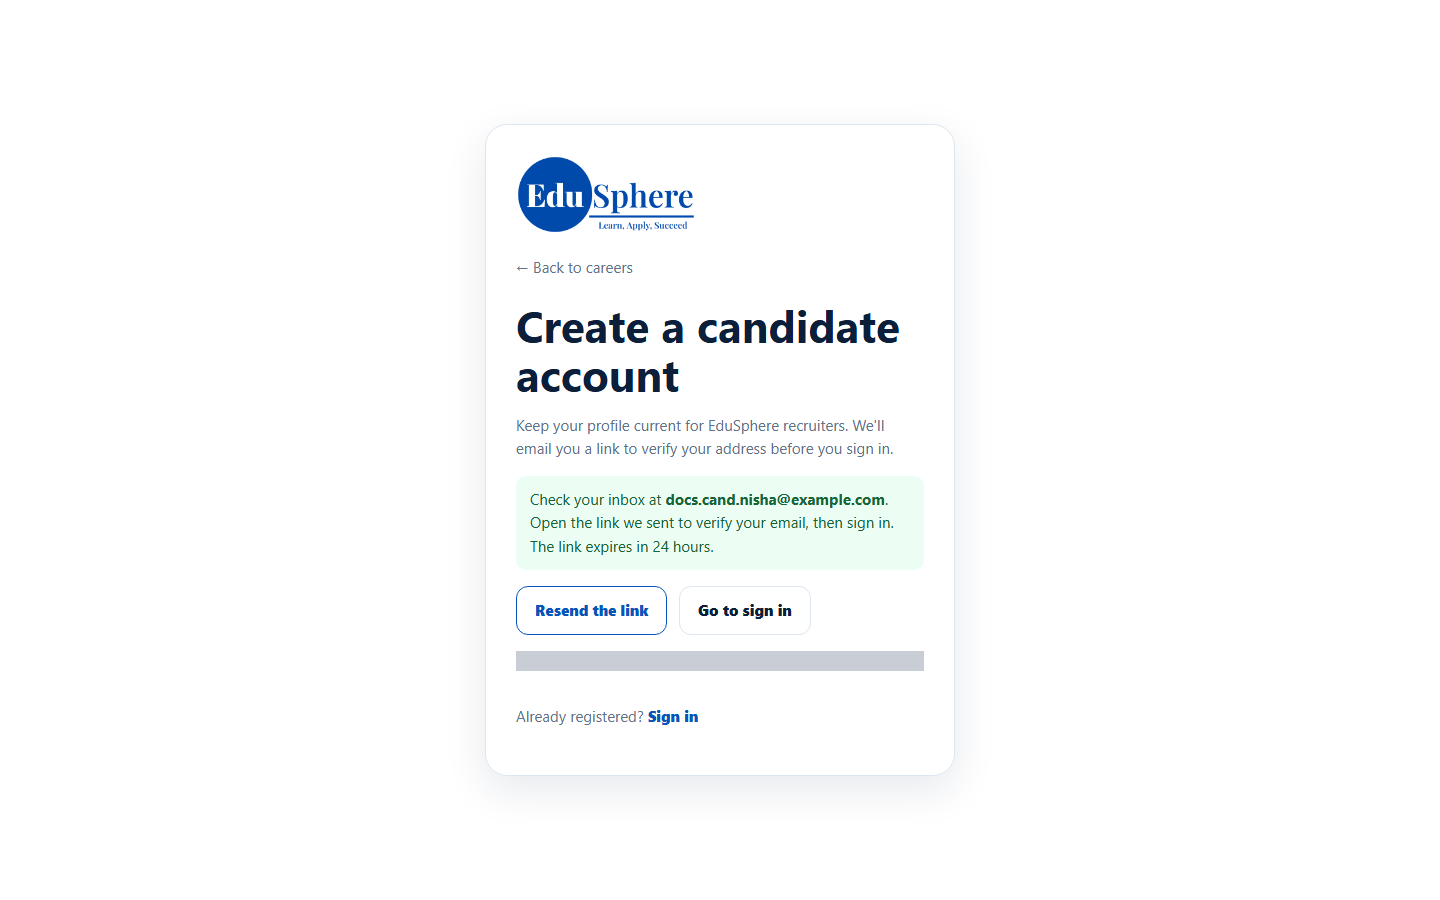 EduSphere
Learn, Apply, Succeed
← Back to careers
Create a candidate
account
Keep your profile current for EduSphere recruiters. We'll
email you a link to verify your address before you sign in.
Check your inbox at docs.cand.nisha@example.com.
Open the link we sent to verify your email, then sign in.
The link expires in 24 hours.
Resend the link
Go to sign in
Already registered? Sign in